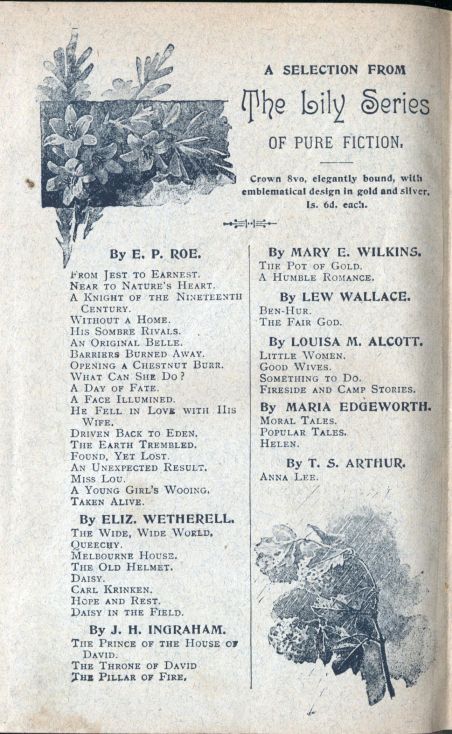 A SELECTION FROM
The Lily Series
OF PURE FICTION.
Crown 8vo, elegantly bound, with
emblematical design in gold and silver,
1s. 6d. each.
By E. P. ROE.
FROM JEST TO EARNEST.
NEAR TO NATURE'S HEART.
A KNIGHT OF THE NINETEENTH
CENTURY.
WITHOUT A HOME.
HIS SOMBRE RIVALS.
AN ORIGINAL BELLE.
BARRIERS BURNED AWAY.
OPENING A CHESTNUT BURR.
WHAT CAN SHE DO?
A DAY OF FATE.
A FACE ILLUMINED.
HE FELL IN LOVE WITH HIS
WIFE.
DRIVEN BACK TO EDEN.
THE EARTH TREMBLED.
FOUND, YET LOST.
AN UNEXPECTED RESULT.
MISS LOU.
A YOUNG GIRL'S WOOING.
TAKEN ALIVE.
By ELIZ. WETHERELL.
THE WIDE, WIDE WORLD.
QUEECHY.
MELBOURNE HOUSE.
THE OLD HELMET.
DAISY.
CARL KRINKEN.
HOPE AND REST.
DAISY IN THE FIELD.
By J. H. INGRAHAM.
THE PRINCE OF THE HOUSE OF
DAVID.
THE THRONE OF DAVID
THE PILLAR OF FIRE.
By MARY E. WILKINS.
THE POT OF GOLD.
A HUMBLE ROMANCE.
By LEW WALLACE.
BEN-HUR.
THE FAIR GOD.
By LOUISA M. ALCOTT.
LITTLE WOMEN.
GOOD WIVES.
SOMETHING TO DO.
FIRESIDE AND CAMP STORIES.
By MARIA EDGEWORTH.
MORAL TALES.
POPULAR TALES.
HELEN.
By T. S. ARTHUR.
ANNA LEE.